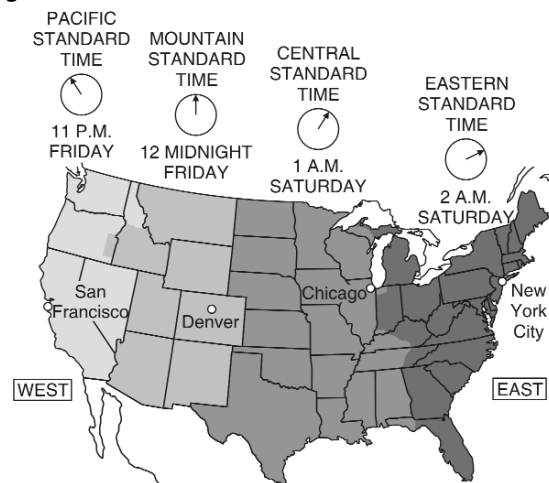 PACIFIC
STANDARD
TIME
11 P.M.
FRIDAY
MOUNTAIN
STANDARD
TIME
12 MIDNIGHT
FRIDAY
CENTRAL
STANDARD
TIME
1 A.M.
SATURDAY
EASTERN
STANDARD
TIME
2 A.M.
SATURDAY
San
Francisco
Denver
Chicago
New
York
City
WEST
EAST